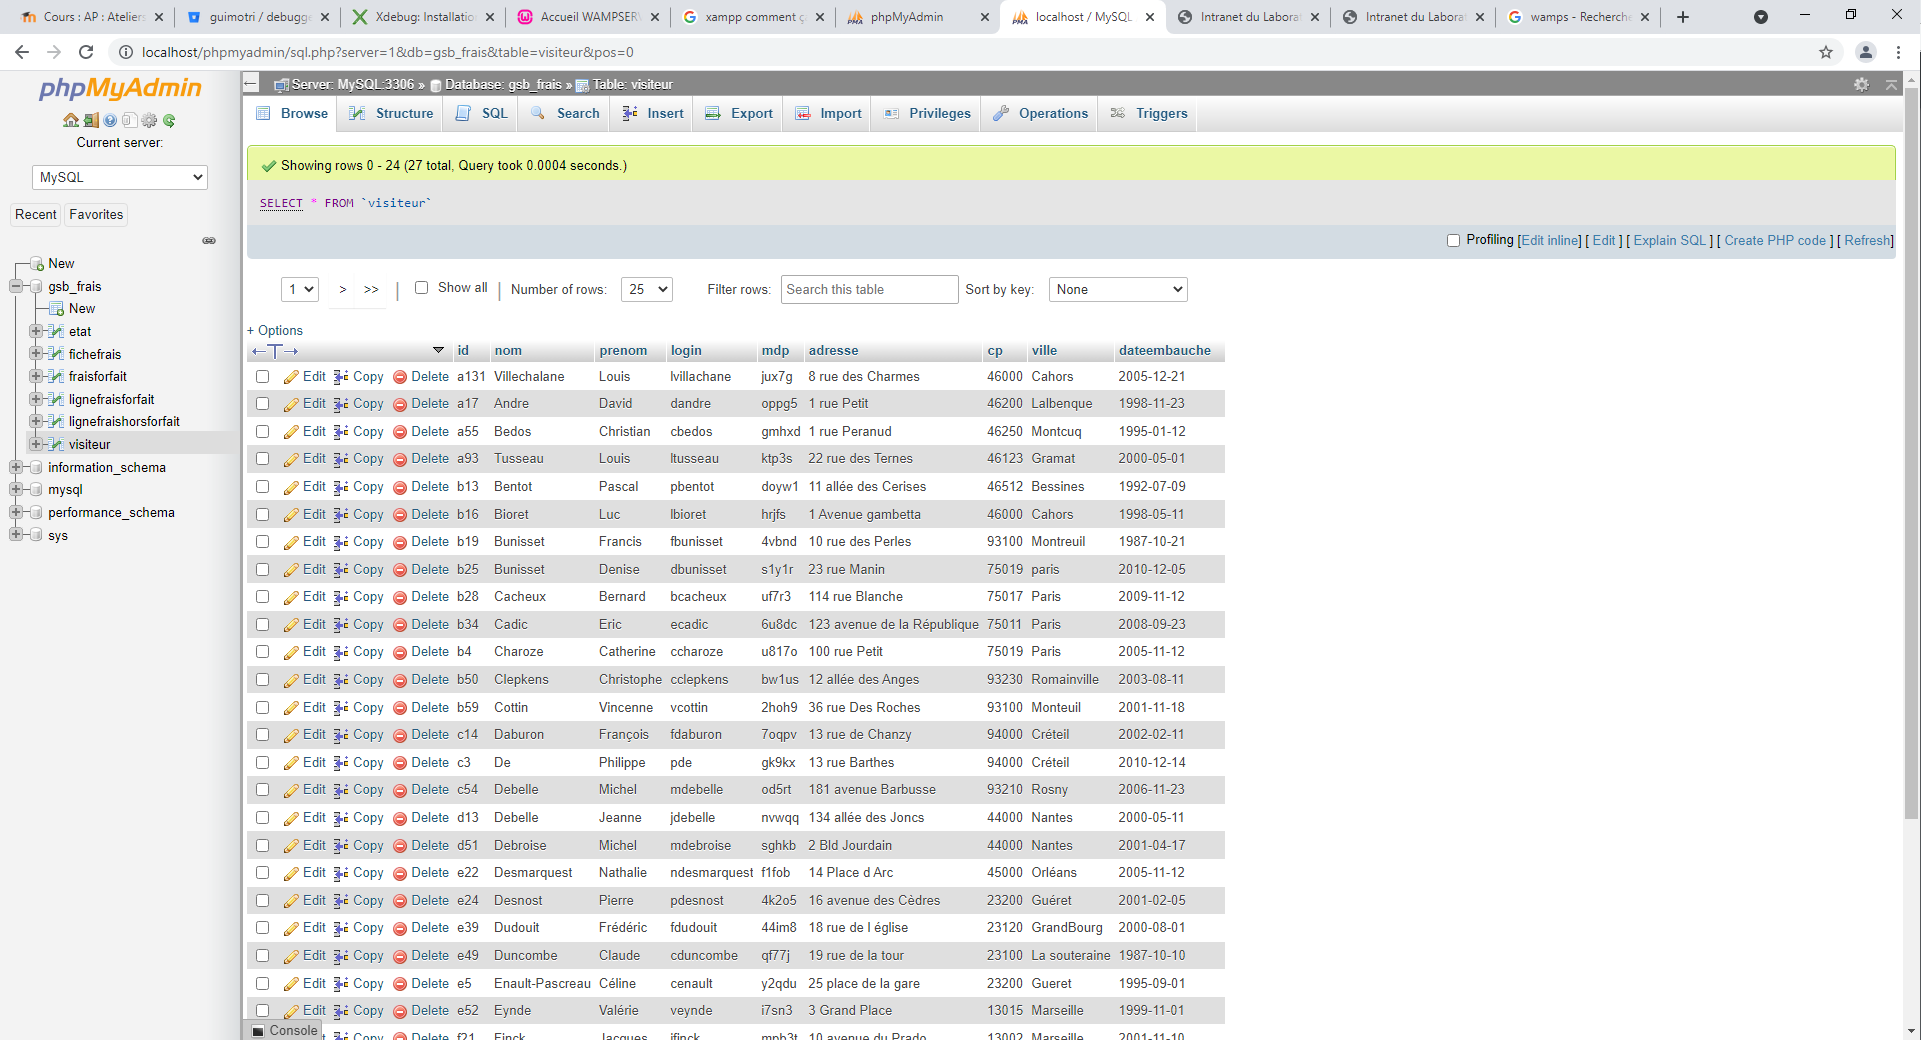 Cours : AP : Ateliers
guimotri / debugge
Xdebug: Installation
Accueil WAMPSERV
xampp comment ç
phpMyAdmin
localhost / MySQL
Intranet du Labora
Intranet du Labora
wamps - Recherche
localhost/phpmyadmin/sql.php?server=1&db=gsb_frais&table=visiteur&pos=0
phpMyAdmin
Current server:
MySQL
Recent Favorites
New
gsb_frais
New
etat
fichefrais
fraisforfait
lignefraisforfait
lignefraishorsforfait
visiteur
information_schema
mysql
performance_schema
sys
Server: MySQL:3306 » Database: gsb_frais » Table: visiteur
Browse Structure SQL Search Insert Export Import Privileges Operations Triggers
Showing rows 0 - 24 (27 total, Query took 0.0004 seconds.)
SELECT * FROM `visiteur`
Profiling [Edit inline] [ Edit ] [ Explain SQL ] [ Create PHP code ] [ Refresh]
1 > >> | Show all | Number of rows: 25 Filter rows: Search this table Sort by key: None
+ Options
id nom prenom login mdp adresse cp ville dateembauche
Edit Copy Delete a131 Villechalane Louis lvillachane jux7g 8 rue des Charmes 46000 Cahors 2005-12-21
Edit Copy Delete a17 Andre David dandre oppg5 1 rue Petit 46200 Lalbenque 1998-11-23
Edit Copy Delete a55 Bedos Christian cbedos gmhxd 1 rue Peranud 46250 Montcuq 1995-01-12
Edit Copy Delete a93 Tusseau Louis ltusseau ktp3s 22 rue des Ternes 46123 Gramat 2000-05-01
Edit Copy Delete b13 Bentot Pascal pbentot doyw1 11 allée des Cerises 46512 Bessines 1992-07-09
Edit Copy Delete b16 Bioret Luc lbioret hrjfs 1 Avenue gambetta 46000 Cahors 1998-05-11
Edit Copy Delete b19 Bunisset Francis fbunisset 4vbnd 10 rue des Perles 93100 Montreuil 1987-10-21
Edit Copy Delete b25 Bunisset Denise dbunisset s1y1r 23 rue Manin 75019 paris 2010-12-05
Edit Copy Delete b28 Cacheux Bernard bcacheux uf7r3 114 rue Blanche 75017 Paris 2009-11-12
Edit Copy Delete b34 Cadic Eric ecadic 6u8dc 123 avenue de la République 75011 Paris 2008-09-23
Edit Copy Delete b4 Charoze Catherine ccharoze u817o 100 rue Petit 75019 Paris 2005-11-12
Edit Copy Delete b50 Clepkens Christophe cclepkens bw1us 12 allée des Anges 93230 Romainville 2003-08-11
Edit Copy Delete b59 Cottin Vincenne vcottin 2hoh9 36 rue Des Roches 93100 Monteuil 2001-11-18
Edit Copy Delete c14 Daburon François fdaburon 7oqpv 13 rue de Chanzy 94000 Créteil 2002-02-11
Edit Copy Delete c3 De Philippe pde gk9kx 13 rue Barthes 94000 Créteil 2010-12-14
Edit Copy Delete c54 Debelle Michel mdebelle od5rt 181 avenue Barbusse 93210 Rosny 2006-11-23
Edit Copy Delete d13 Debelle Jeanne jdebelle nvwqq 134 allée des Joncs 44000 Nantes 2000-05-11
Edit Copy Delete d51 Debroise Michel mdebroise sghkb 2 Bld Jourdain 44000 Nantes 2001-04-17
Edit Copy Delete e22 Desmarquest Nathalie ndesmarquest f1fob 14 Place d Arc 45000 Orléans 2005-11-12
Edit Copy Delete e24 Desnost Pierre pdesnost 4k2o5 16 avenue des Cèdres 23200 Guéret 2001-02-05
Edit Copy Delete e39 Dudouit Frédéric fdudouit 44im8 18 rue de l église 23120 GrandBourg 2000-08-01
Edit Copy Delete e49 Duncombe Claude cduncombe qf77j 19 rue de la tour 23100 La souteraine 1987-10-10
Edit Copy Delete e5 Enault-Pascreau Céline cenault y2qdu 25 place de la gare 23200 Gueret 1995-09-01
Edit Copy Delete e52 Eynde Valérie veynde i7sn3 3 Grand Place 13015 Marseille 1999-11-01
Copy Delete f21 Finck Jacques jfinck mpb3t 10 avenue du Prado 13002 Marseille 2001-11-10
Console